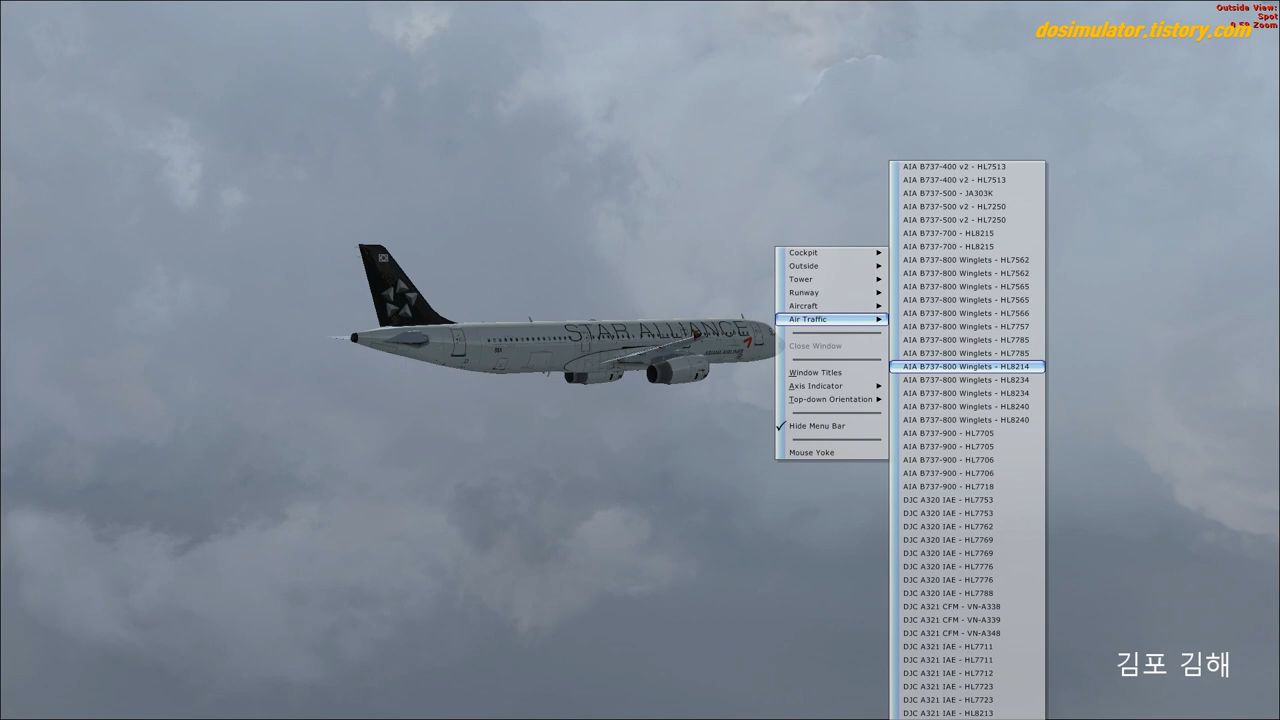 Outside View:
Spot
Zoom
dosimulator.tistory.com
STAR ALLIANCE
Cockpit
Outside
Tower
Runway
Aircraft
Air Traffic
Close Window
Window Titles
Axis Indicator
Top-down Orientation
Hide Menu Bar
Mouse Yoke
AIA B737-400 v2 - HL7513
AIA B737-400 v2 - HL7513
AIA B737-500 - JA303K
AIA B737-500 v2 - HL7250
AIA B737-500 v2 - HL7250
AIA B737-700 - HL8215
AIA B737-700 - HL8215
AIA B737-800 Winglets - HL7562
AIA B737-800 Winglets - HL7562
AIA B737-800 Winglets - HL7565
AIA B737-800 Winglets - HL7565
AIA B737-800 Winglets - HL7566
AIA B737-800 Winglets - HL7757
AIA B737-800 Winglets - HL7785
AIA B737-800 Winglets - HL7785
AIA B737-800 Winglets - HL8214
AIA B737-800 Winglets - HL8234
AIA B737-800 Winglets - HL8234
AIA B737-800 Winglets - HL8240
AIA B737-800 Winglets - HL8240
AIA B737-900 - HL7705
AIA B737-900 - HL7705
AIA B737-900 - HL7706
AIA B737-900 - HL7706
AIA B737-900 - HL7718
DJC A320 IAE - HL7753
DJC A320 IAE - HL7753
DJC A320 IAE - HL7762
DJC A320 IAE - HL7769
DJC A320 IAE - HL7769
DJC A320 IAE - HL7776
DJC A320 IAE - HL7776
DJC A320 IAE - HL7788
DJC A321 CFM - VN-A338
DJC A321 CFM - VN-A339
DJC A321 CFM - VN-A348
DJC A321 IAE - HL7711
DJC A321 IAE - HL7711
DJC A321 IAE - HL7712
DJC A321 IAE - HL7723
DJC A321 IAE - HL7723
DJC A321 IAE - HL8213
김포 김해